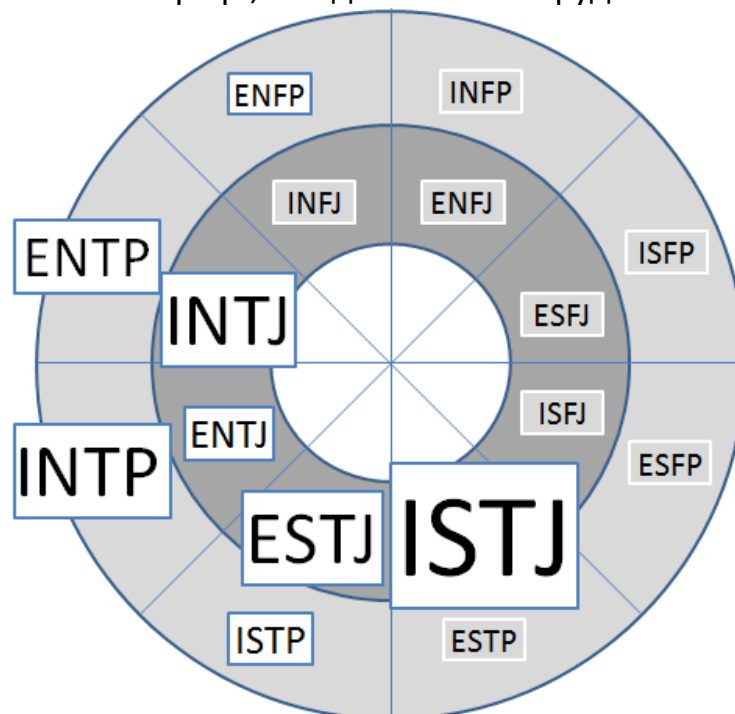 ENFP
INFP
INFJ
ENFJ
ENTP
ISFP
INTJ
ESFJ
ENTJ
ISFJ
INTP
ESFP
ESTJ
ISTJ
ISTP
ESTP